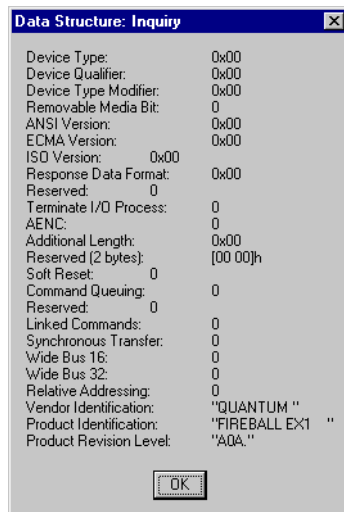 Data Structure: Inquiry
Device Type: 0x00
Device Qualifier: 0x00
Device Type Modifier: 0x00
Removable Media Bit: 0
ANSI Version: 0x00
ECMA Version: 0x00
ISO Version: 0x00
Response Data Format: 0x00
Reserved: 0
Terminate I/O Process: 0
AENC: 0
Additional Length: 0x00
Reserved (2 bytes): [00 00]h
Soft Reset: 0
Command Queuing: 0
Reserved: 0
Linked Commands: 0
Synchronous Transfer: 0
Wide Bus 16: 0
Wide Bus 32: 0
Relative Addressing: 0
Vendor Identification: "QUANTUM "
Product Identification: "FIREBALL EX1    "
Product Revision Level: "A0A."
OK